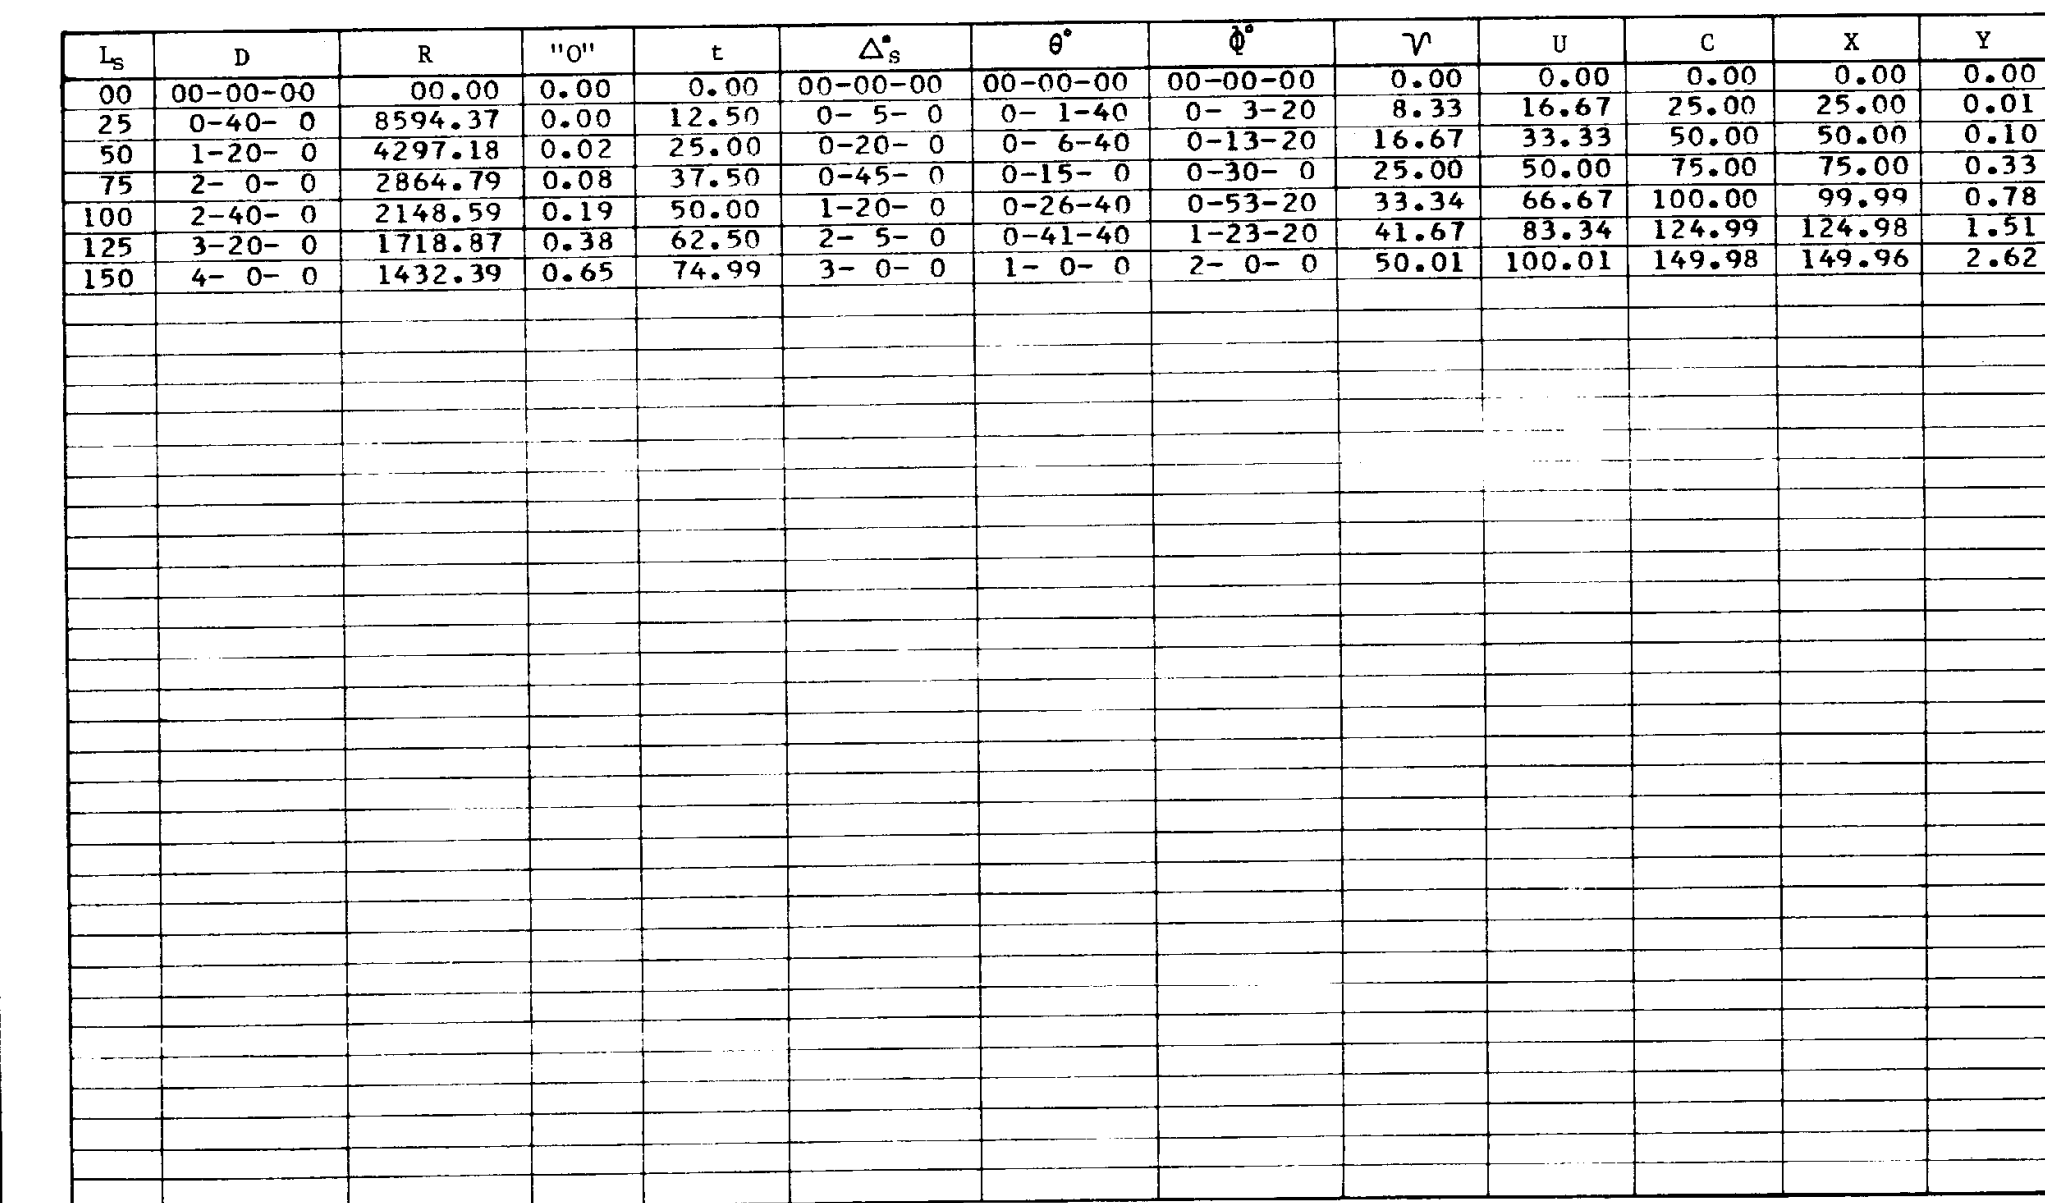 Ls D R "O" t △°s θ° Φ° V U C X Y
00 00-00-00 00.00 0.00 0.00 00-00-00 00-00-00 00-00-00 0.00 0.00 0.00 0.00 0.00
25 0-40- 0 8594.37 0.00 12.50 0- 5- 0 0- 1-40 0- 3-20 8.33 16.67 25.00 25.00 0.01
50 1-20- 0 4297.18 0.02 25.00 0-20- 0 0- 6-40 0-13-20 16.67 33.33 50.00 50.00 0.10
75 2- 0- 0 2864.79 0.08 37.50 0-45- 0 0-15- 0 0-30- 0 25.00 50.00 75.00 75.00 0.33
100 2-40- 0 2148.59 0.19 50.00 1-20- 0 0-26-40 0-53-20 33.34 66.67 100.00 99.99 0.78
125 3-20- 0 1718.87 0.38 62.50 2- 5- 0 0-41-40 1-23-20 41.67 83.34 124.99 124.98 1.51
150 4- 0- 0 1432.39 0.65 74.99 3- 0- 0 1- 0- 0 2- 0- 0 50.01 100.01 149.98 149.96 2.62